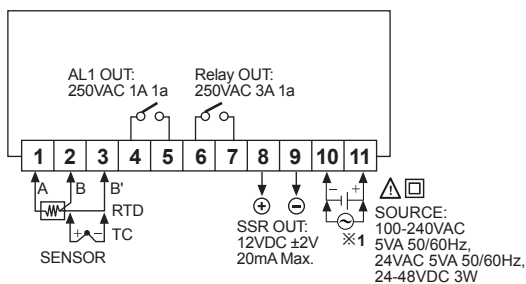 AL1 OUT:
250VAC 1A 1a
Relay OUT:
250VAC 3A 1a
1 2 3 4 5 6 7 8 9 10 11
A B B'
RTD
+ - TC
SENSOR
+ -
SSR OUT:
12VDC ±2V
20mA Max.
- +
※1
SOURCE:
100-240VAC
5VA 50/60Hz,
24VAC 5VA 50/60Hz,
24-48VDC 3W